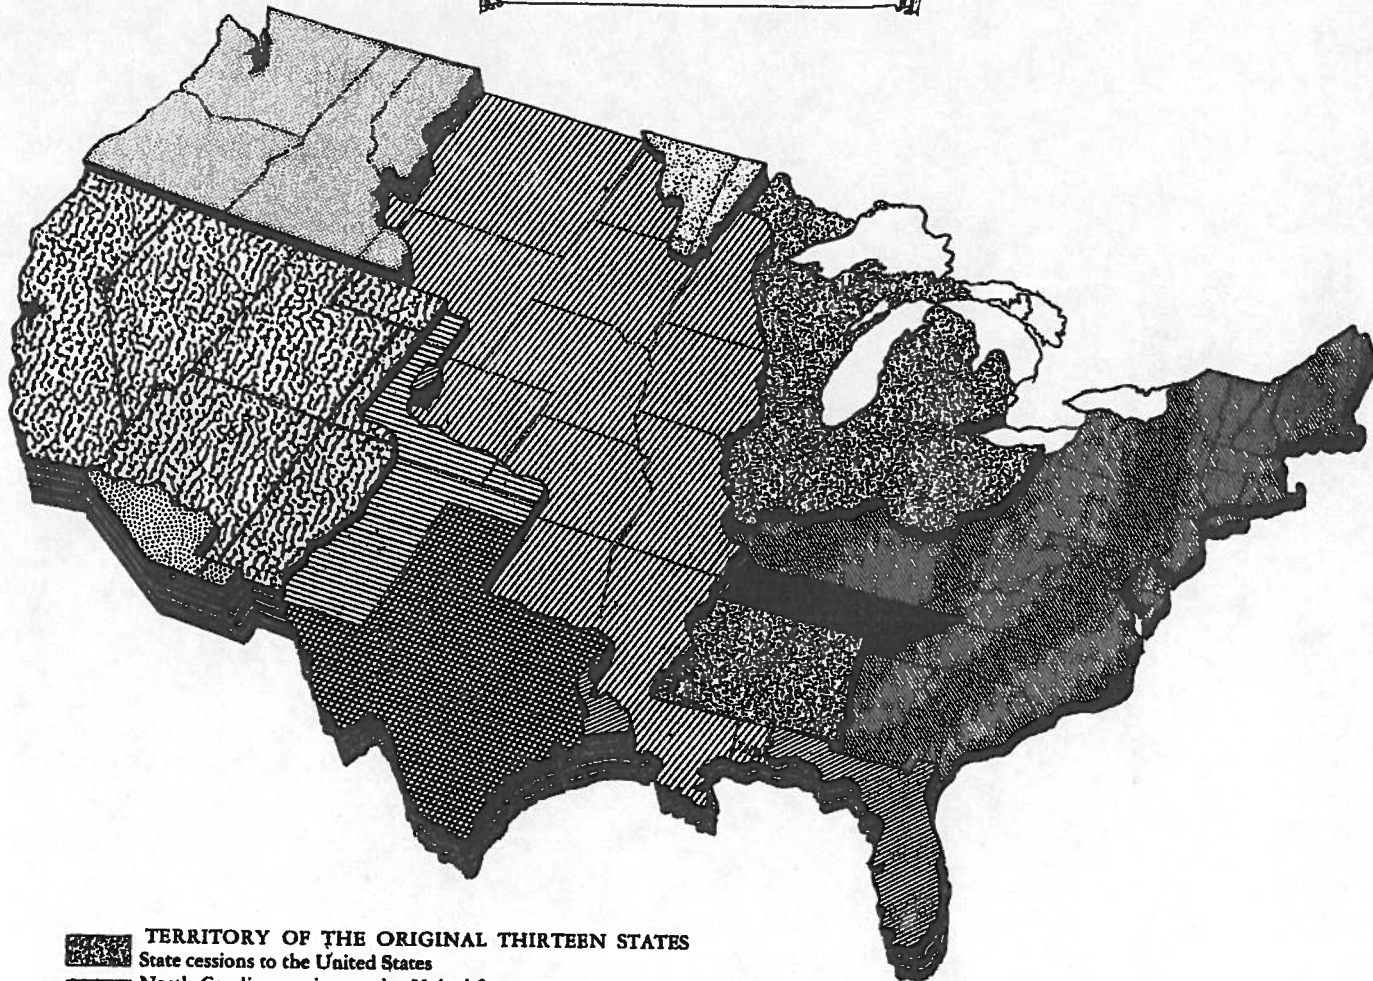 TERRITORY OF THE ORIGINAL THIRTEEN STATES
State cessions to the United States